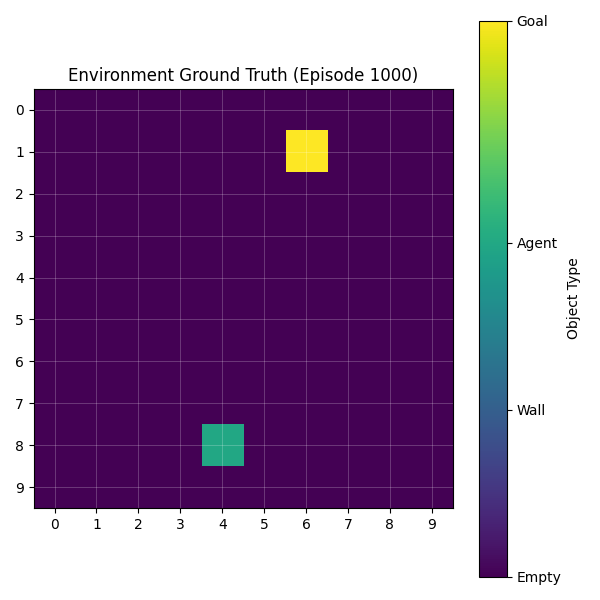 Environment Ground Truth (Episode 1000)
0
1
2
3
4
5
6
7
8
9
0 1 2 3 4 5 6 7 8 9
Goal
Agent
Wall
Empty
Object Type